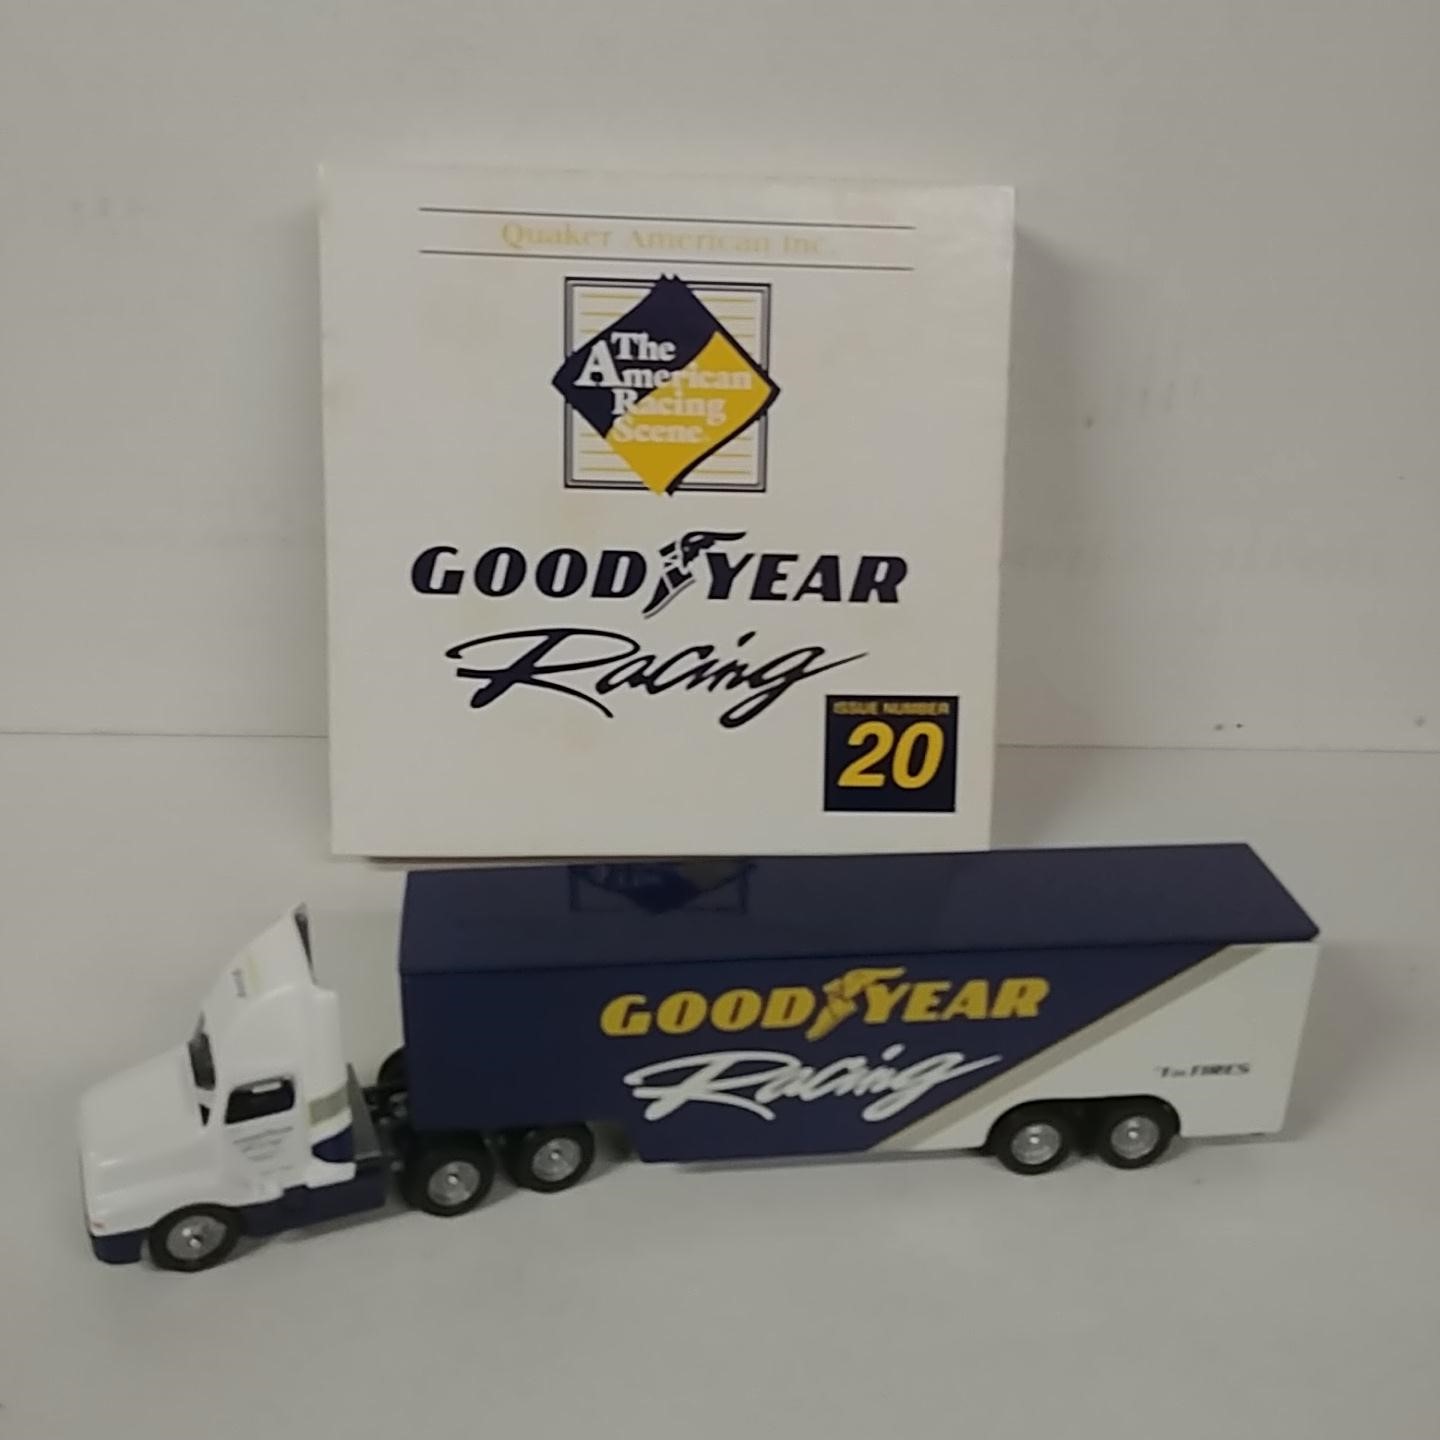 Quaker American Inc.
The
American
Racing
Scene
GOODYEAR
Racing
ISSUE NUMBER
20
GOODYEAR
Racing
#1 in TIRES